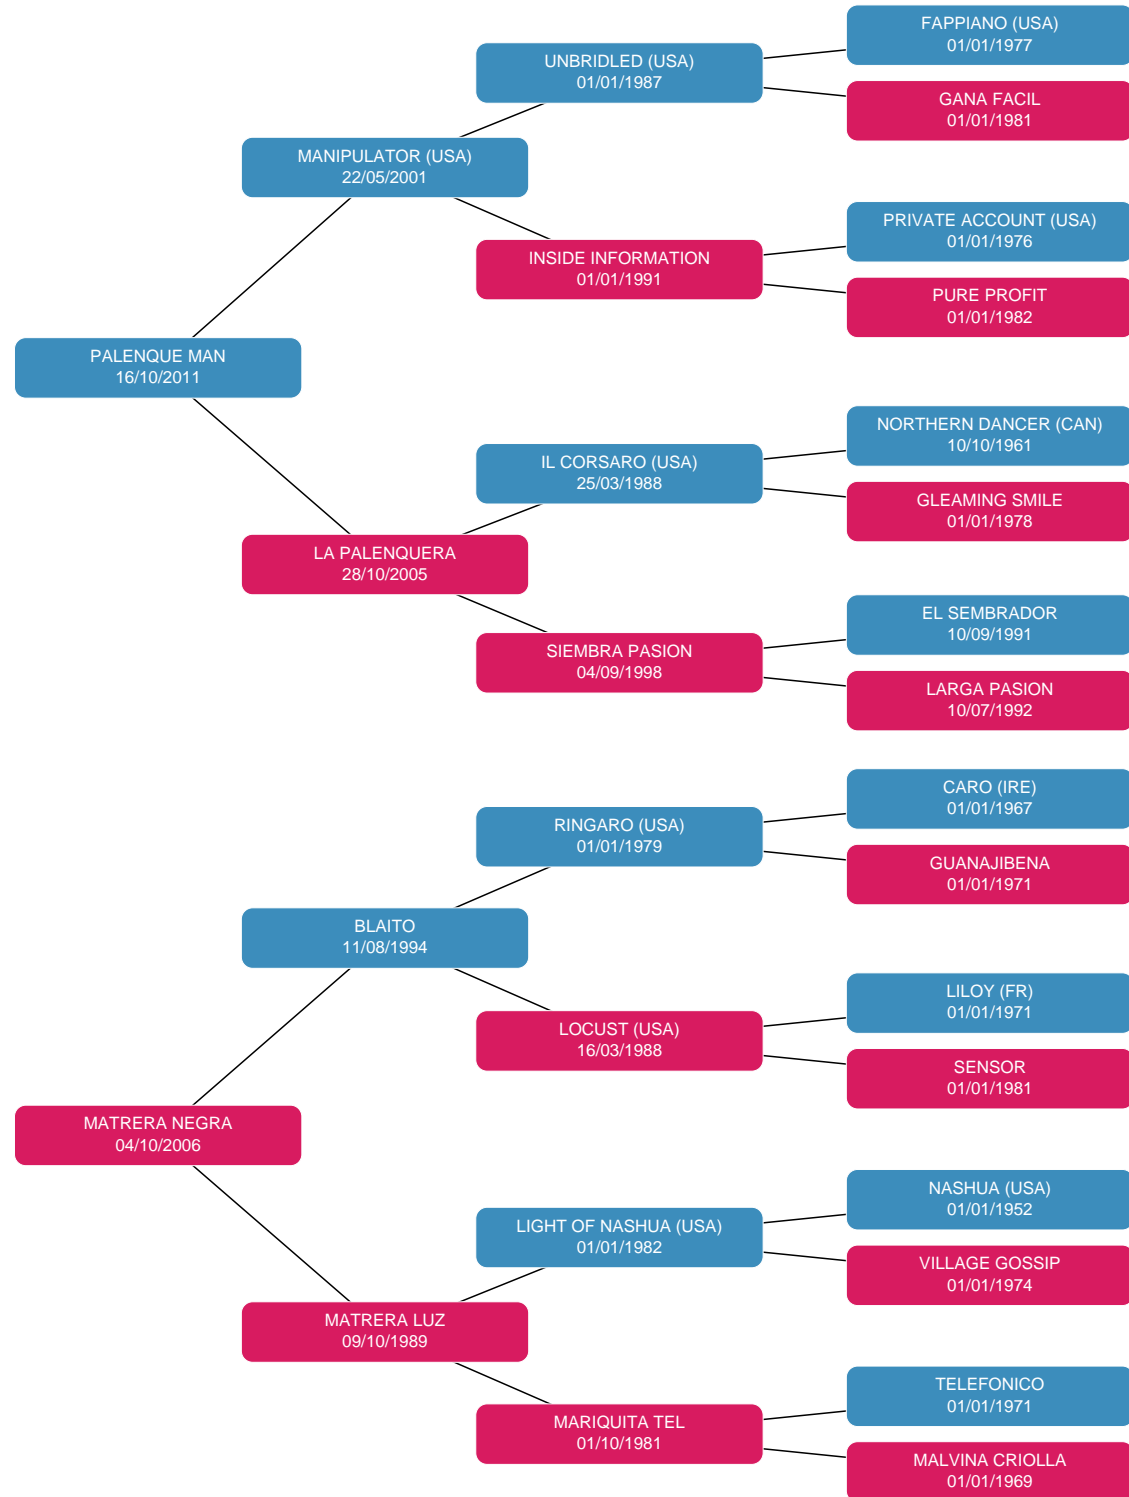 FAPPIANO (USA)
01/01/1977
UNBRIDLED (USA)
01/01/1987
GANA FACIL
01/01/1981
MANIPULATOR (USA)
22/05/2001
PRIVATE ACCOUNT (USA)
01/01/1976
INSIDE INFORMATION
01/01/1991
PURE PROFIT
01/01/1982
PALENQUE MAN
16/10/2011
NORTHERN DANCER (CAN)
10/10/1961
IL CORSARO (USA)
25/03/1988
GLEAMING SMILE
01/01/1978
LA PALENQUERA
28/10/2005
EL SEMBRADOR
10/09/1991
SIEMBRA PASION
04/09/1998
LARGA PASION
10/07/1992
CARO (IRE)
01/01/1967
RINGARO (USA)
01/01/1979
GUANAJIBENA
01/01/1971
BLAITO
11/08/1994
LILOY (FR)
01/01/1971
LOCUST (USA)
16/03/1988
SENSOR
01/01/1981
MATRERA NEGRA
04/10/2006
NASHUA (USA)
01/01/1952
LIGHT OF NASHUA (USA)
01/01/1982
VILLAGE GOSSIP
01/01/1974
MATRERA LUZ
09/10/1989
TELEFONICO
01/01/1971
MARIQUITA TEL
01/10/1981
MALVINA CRIOLLA
01/01/1969